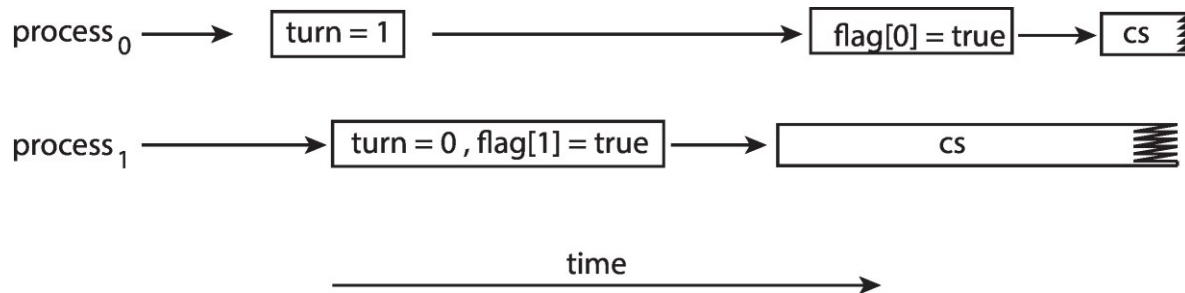 process0 turn = 1 flag[0] = true cs
process1 turn = 0 , flag[1] = true cs
time